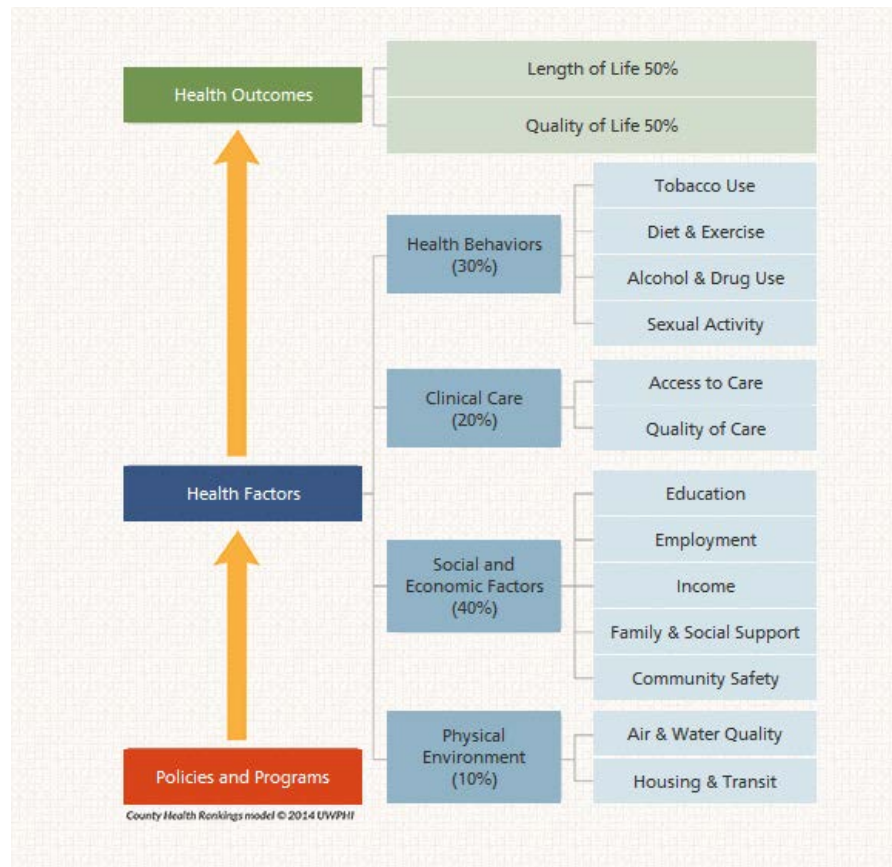 Health Outcomes
Length of Life 50%
Quality of Life 50%
Health Behaviors
(30%)
Tobacco Use
Diet & Exercise
Alcohol & Drug Use
Sexual Activity
Clinical Care
(20%)
Access to Care
Quality of Care
Health Factors
Social and
Economic Factors
(40%)
Education
Employment
Income
Family & Social Support
Community Safety
Physical
Environment
(10%)
Air & Water Quality
Housing & Transit
Policies and Programs
County Health Rankings model © 2014 UWPHI